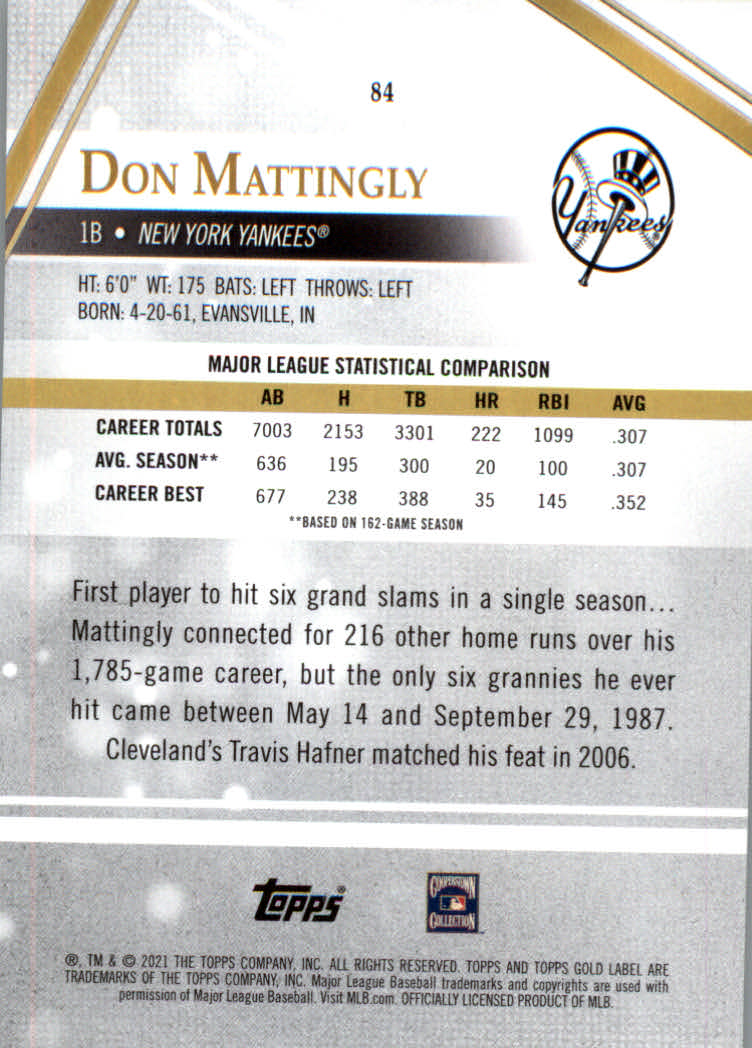 84
DON MATTINGLY
Yankees
1B • NEW YORK YANKEES®
HT: 6'0" WT: 175 BATS: LEFT THROWS: LEFT
BORN: 4-20-61, EVANSVILLE, IN
MAJOR LEAGUE STATISTICAL COMPARISON
AB H TB HR RBI AVG
CAREER TOTALS 7003 2153 3301 222 1099 .307
AVG. SEASON** 636 195 300 20 100 .307
CAREER BEST 677 238 388 35 145 .352
**BASED ON 162-GAME SEASON
First player to hit six grand slams in a single season...
Mattingly connected for 216 other home runs over his
1,785-game career, but the only six grannies he ever
hit came between May 14 and September 29, 1987.
Cleveland's Travis Hafner matched his feat in 2006.
topps®
COOPERSTOWN
COLLECTION
®, TM & © 2021 THE TOPPS COMPANY, INC. ALL RIGHTS RESERVED. TOPPS AND TOPPS GOLD LABEL ARE
TRADEMARKS OF THE TOPPS COMPANY, INC. Major League Baseball trademarks and copyrights are used with
permission of Major League Baseball. Visit MLB.com. OFFICIALLY LICENSED PRODUCT OF MLB.